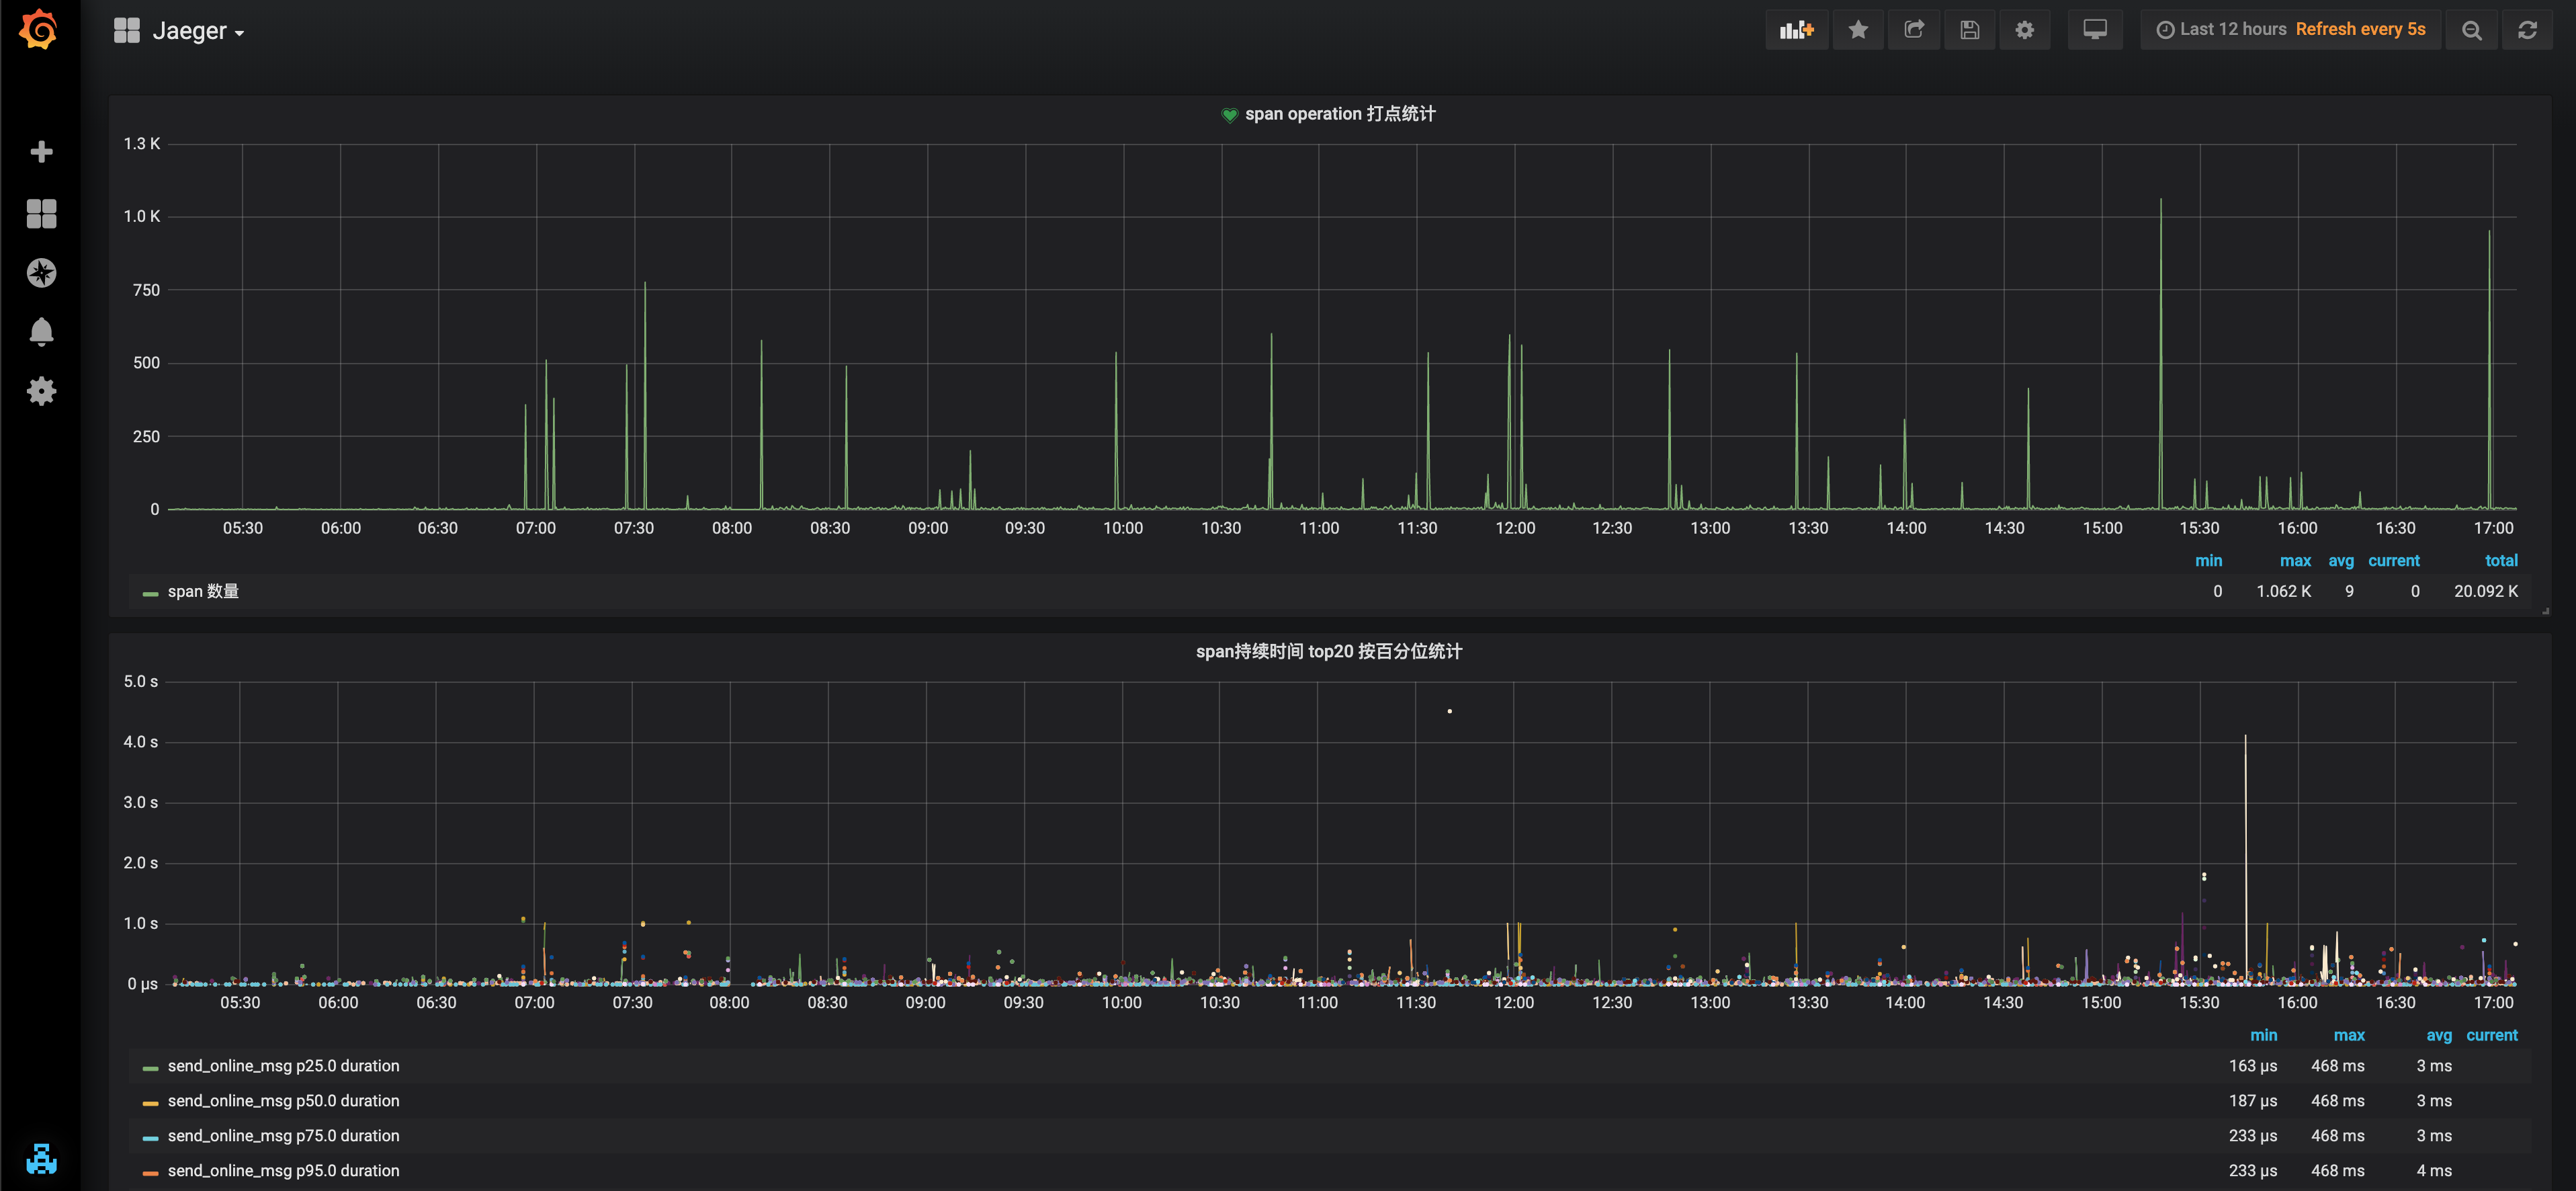 Jaeger
Last 12 hours Refresh every 5s
span operation 打点统计
1.3 K
1.0 K
750
500
250
0
05:30 06:00 06:30 07:00 07:30 08:00 08:30 09:00 09:30 10:00 10:30 11:00 11:30 12:00 12:30 13:00 13:30 14:00 14:30 15:00 15:30 16:00 16:30 17:00
min max avg current total
span 数量 0 1.062 K 9 0 20.092 K
span持续时间 top20 按百分位统计
5.0 s
4.0 s
3.0 s
2.0 s
1.0 s
0 µs
05:30 06:00 06:30 07:00 07:30 08:00 08:30 09:00 09:30 10:00 10:30 11:00 11:30 12:00 12:30 13:00 13:30 14:00 14:30 15:00 15:30 16:00 16:30 17:00
min max avg current
send_online_msg p25.0 duration 163 µs 468 ms 3 ms
send_online_msg p50.0 duration 187 µs 468 ms 3 ms
send_online_msg p75.0 duration 233 µs 468 ms 3 ms
send_online_msg p95.0 duration 233 µs 468 ms 4 ms